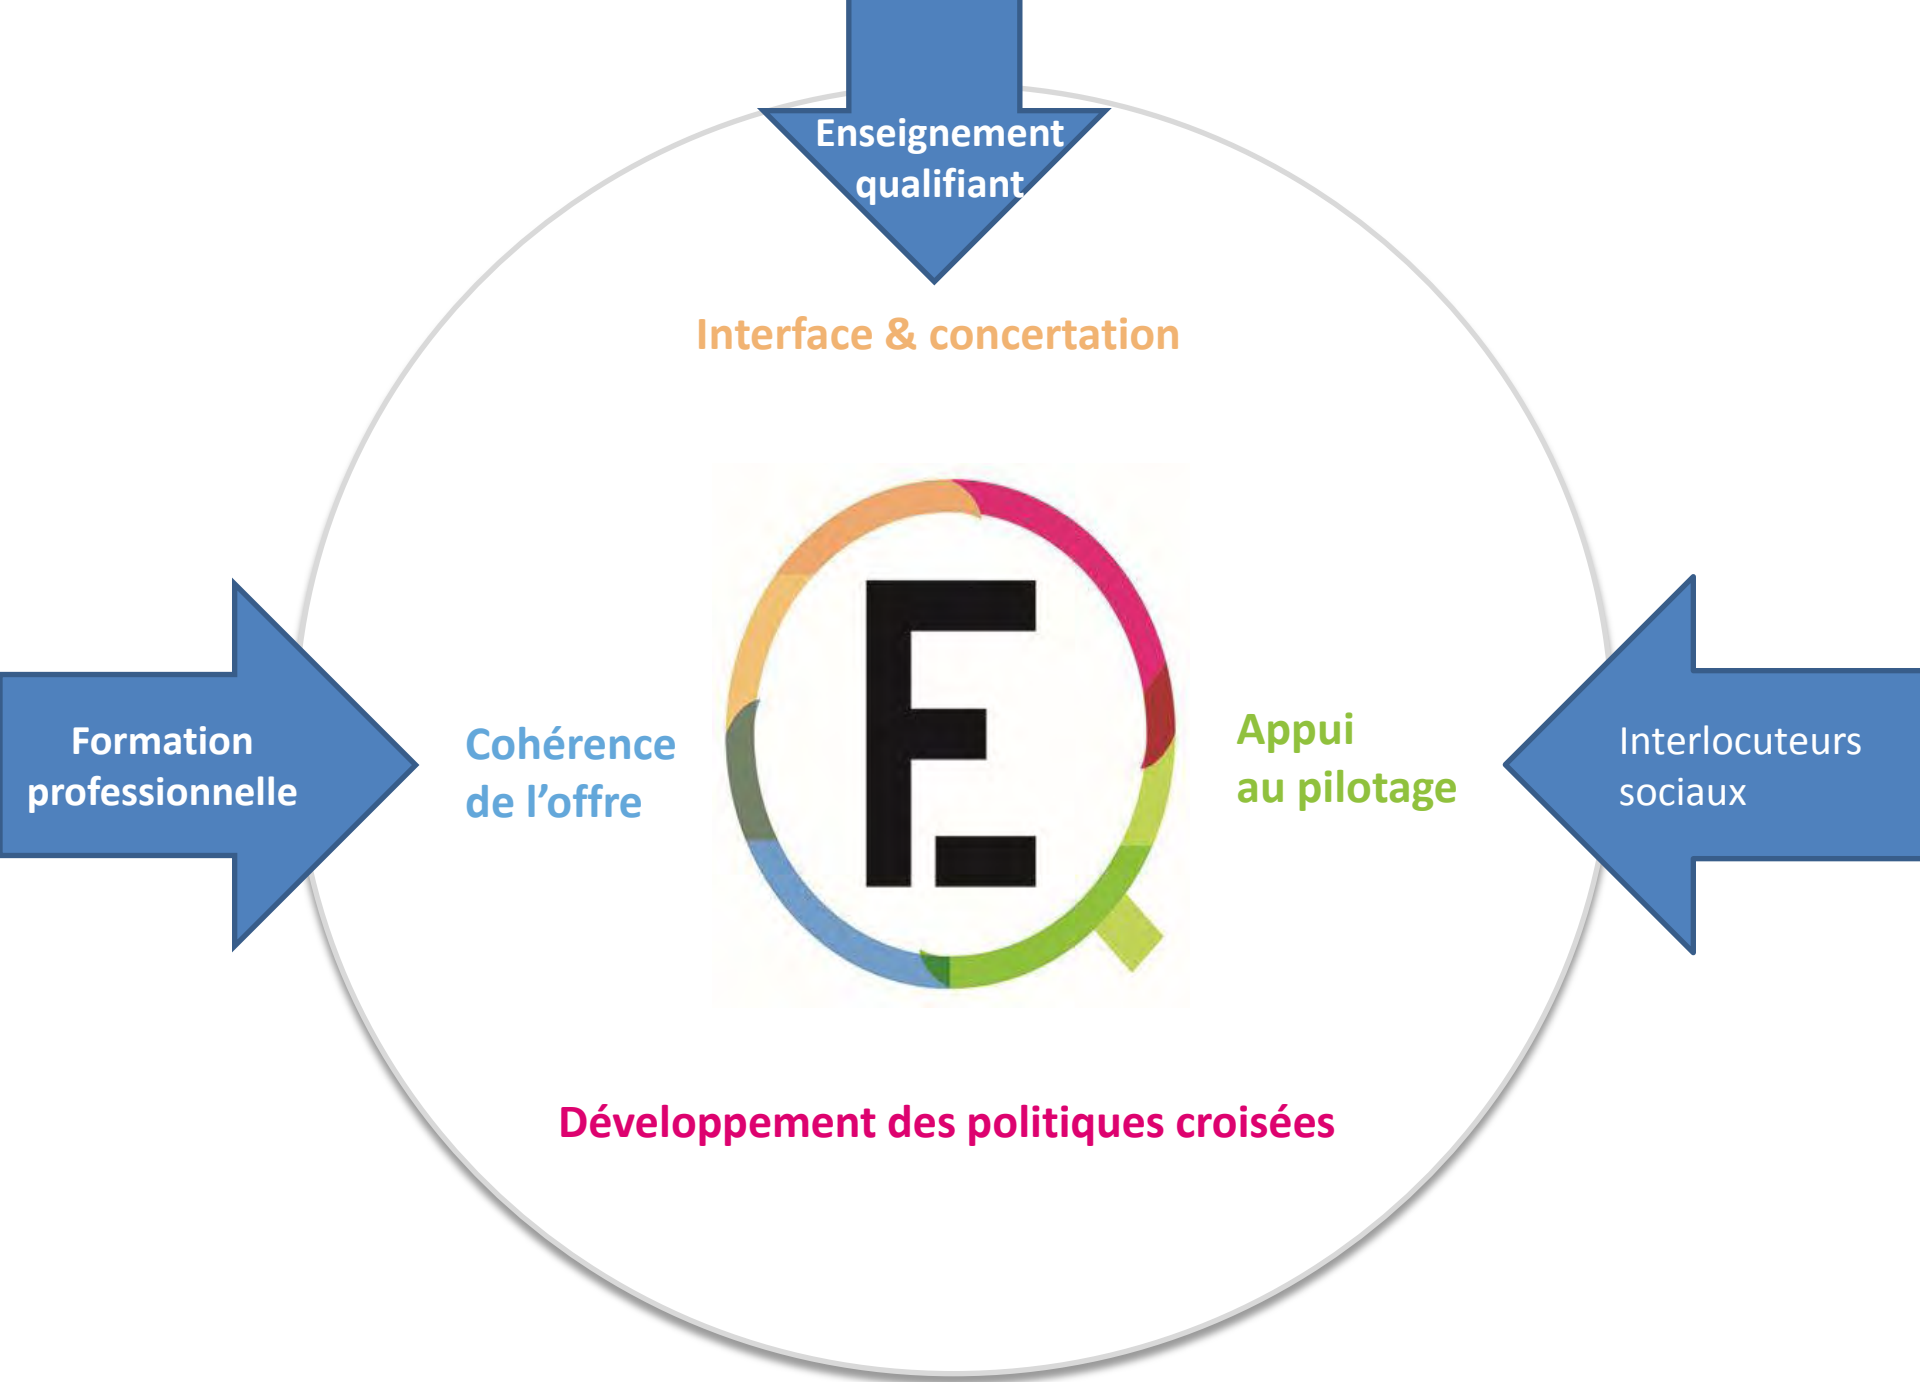 Enseignement
qualifiant
Interface & concertation
Formation
professionnelle
Cohérence
de l’offre
Appui
au pilotage
Interlocuteurs
sociaux
Développement des politiques croisées